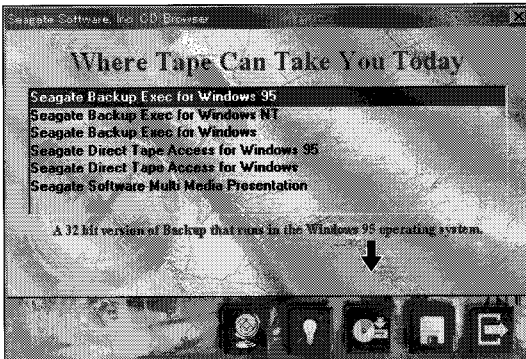 Seagate Software, Inc. CD Browser
Where Tape Can Take You Today
Seagate Backup Exec for Windows 95
Seagate Backup Exec for Windows NT
Seagate Backup Exec for Windows
Seagate Direct Tape Access for Windows 95
Seagate Direct Tape Access for Windows
Seagate Software Multi Media Presentation
A 32 bit version of Backup that runs in the Windows 95 operating system.